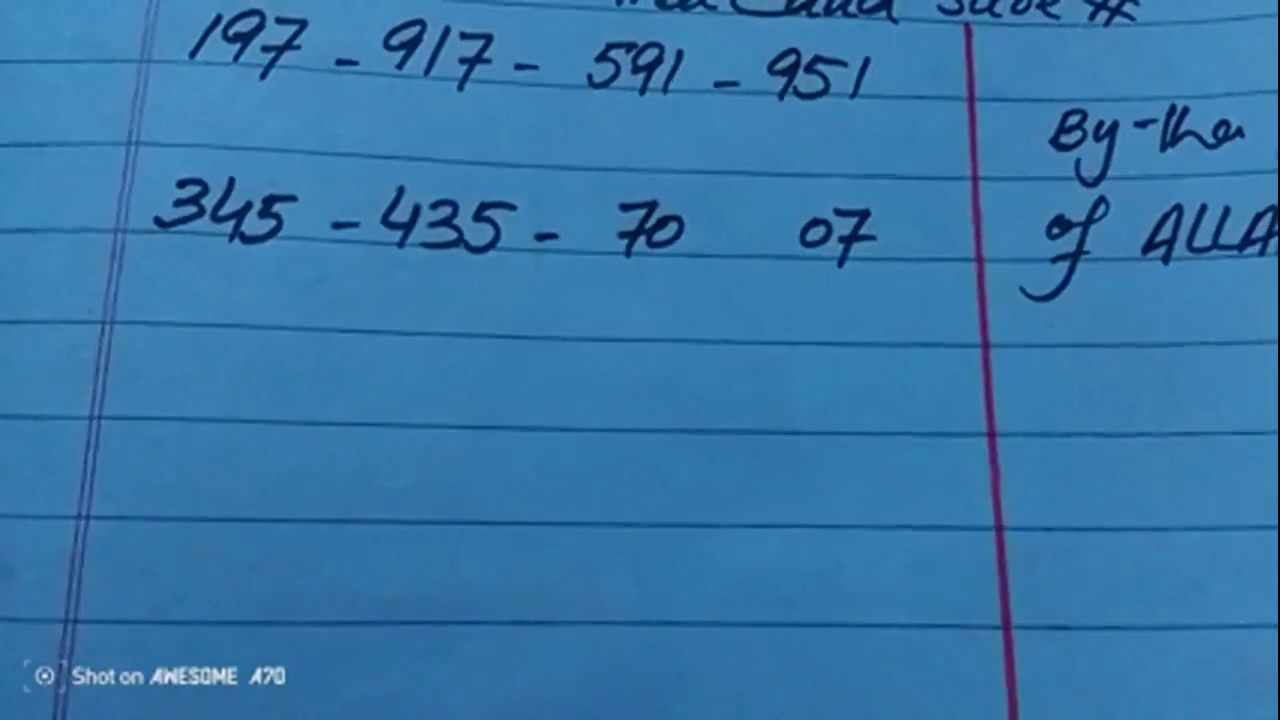 197 - 917 - 591 - 951
345 - 435 - 70 07
By the
of ALLA
Shot on AWESOME A70